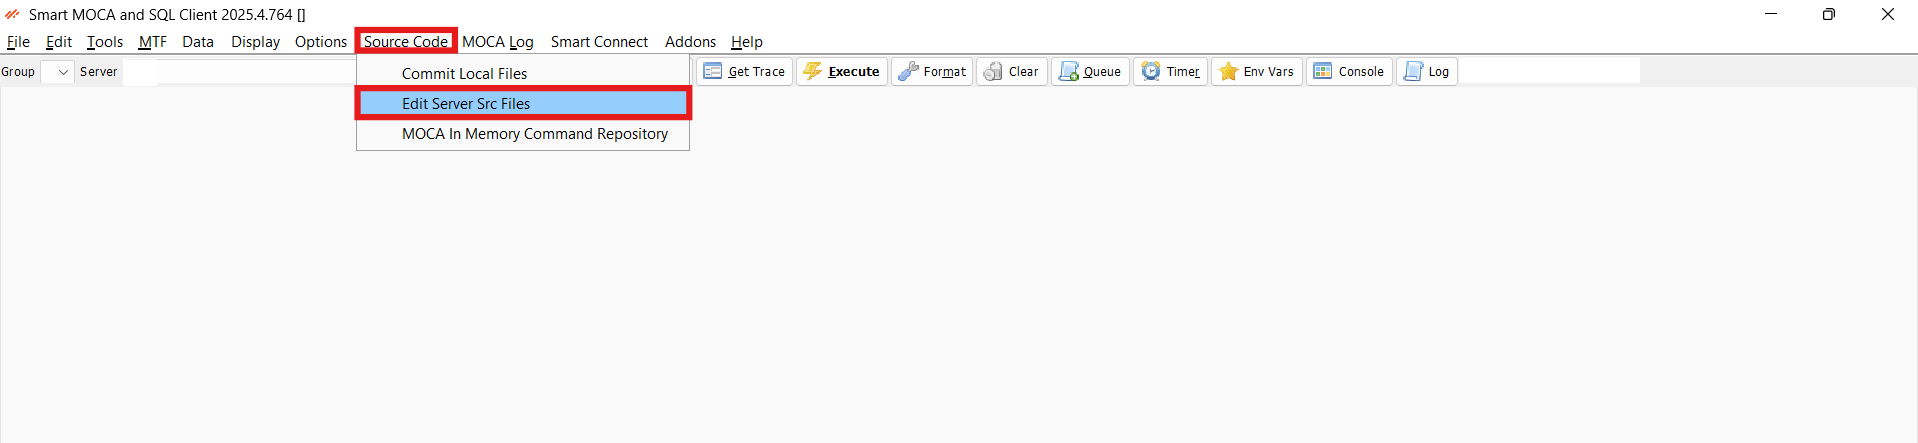 Smart MOCA and SQL Client 2025.4.764 []
File Edit Tools MTF Data Display Options Source Code MOCA Log Smart Connect Addons Help
Group Server Get Trace Execute Format Clear Queue Timer Env Vars Console Log
Commit Local Files
Edit Server Src Files
MOCA In Memory Command Repository